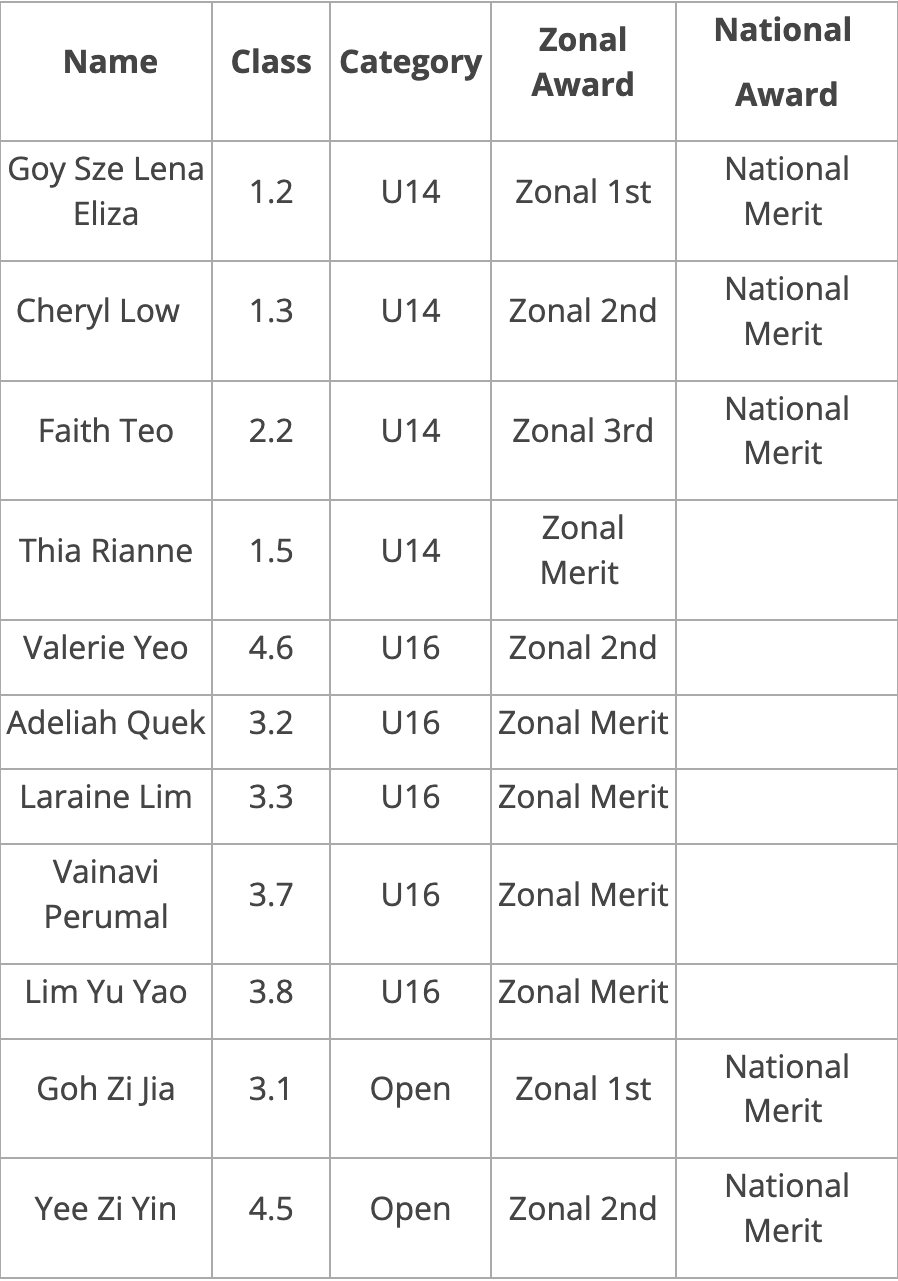 Name Class Category Zonal Award National Award
Goy Sze Lena Eliza 1.2 U14 Zonal 1st National Merit
Cheryl Low 1.3 U14 Zonal 2nd National Merit
Faith Teo 2.2 U14 Zonal 3rd National Merit
Thia Rianne 1.5 U14 Zonal Merit
Valerie Yeo 4.6 U16 Zonal 2nd
Adeliah Quek 3.2 U16 Zonal Merit
Laraine Lim 3.3 U16 Zonal Merit
Vainavi Perumal 3.7 U16 Zonal Merit
Lim Yu Yao 3.8 U16 Zonal Merit
Goh Zi Jia 3.1 Open Zonal 1st National Merit
Yee Zi Yin 4.5 Open Zonal 2nd National Merit